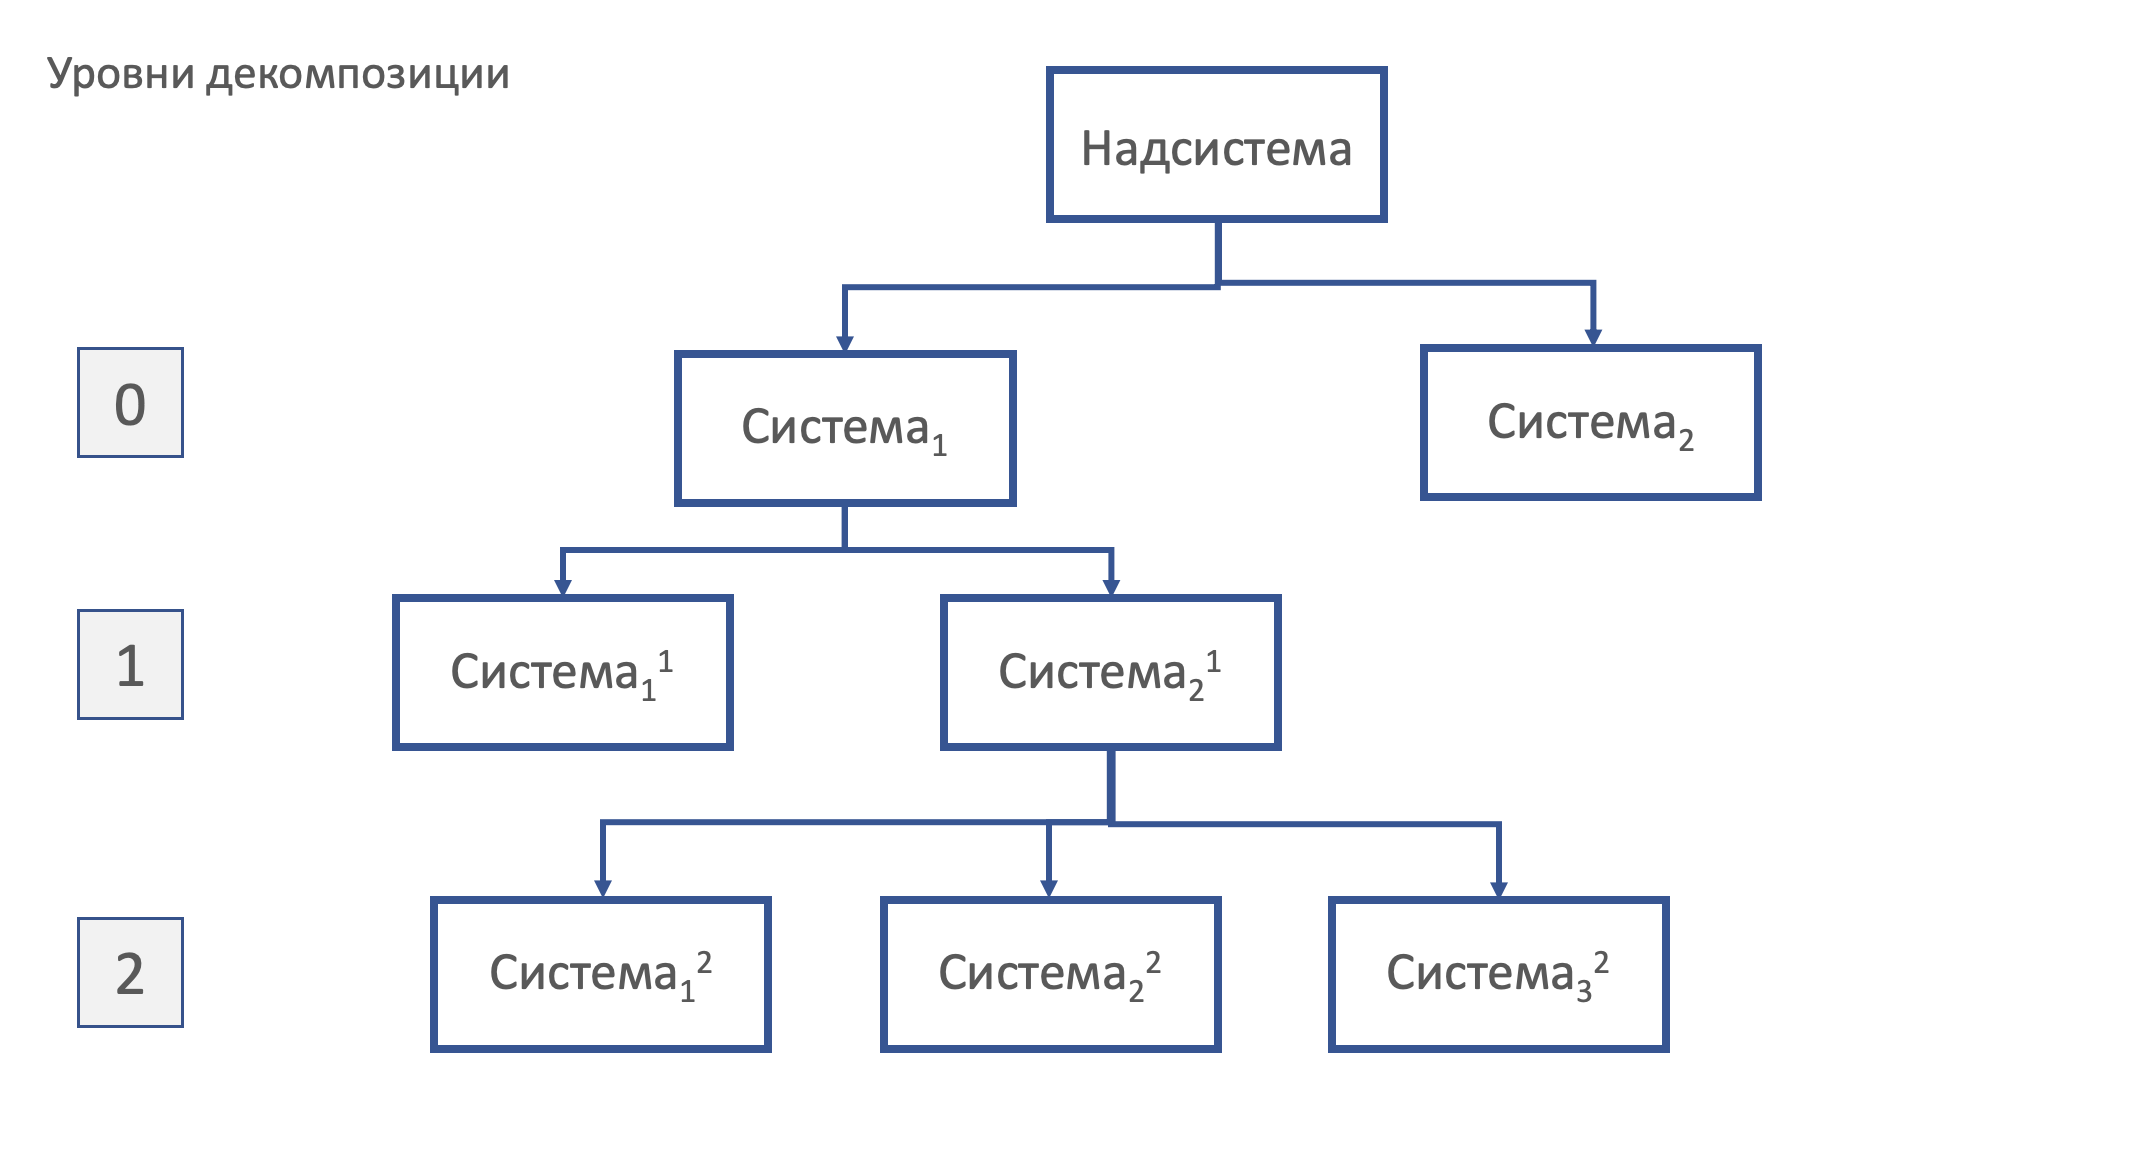 Уровни декомпозиции
Надсистема
0
Система₁
Система₂
1
Система₁¹
Система₂¹
2
Система₁²
Система₂²
Система₃²